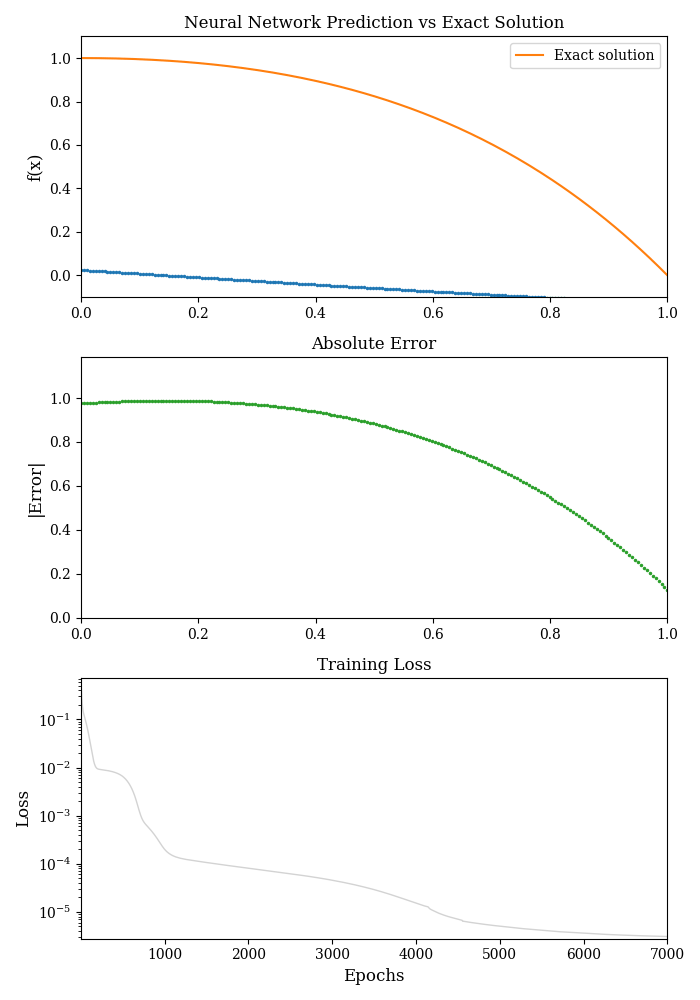 Neural Network Prediction vs Exact Solution
1.0
0.8
0.6
0.4
0.2
0.0
f(x)
Exact solution
0.0 0.2 0.4 0.6 0.8 1.0
Absolute Error
1.0
0.8
0.6
0.4
0.2
0.0
|Error|
0.0 0.2 0.4 0.6 0.8 1.0
Training Loss
10⁻¹
10⁻²
10⁻³
10⁻⁴
10⁻⁵
Loss
1000 2000 3000 4000 5000 6000 7000
Epochs